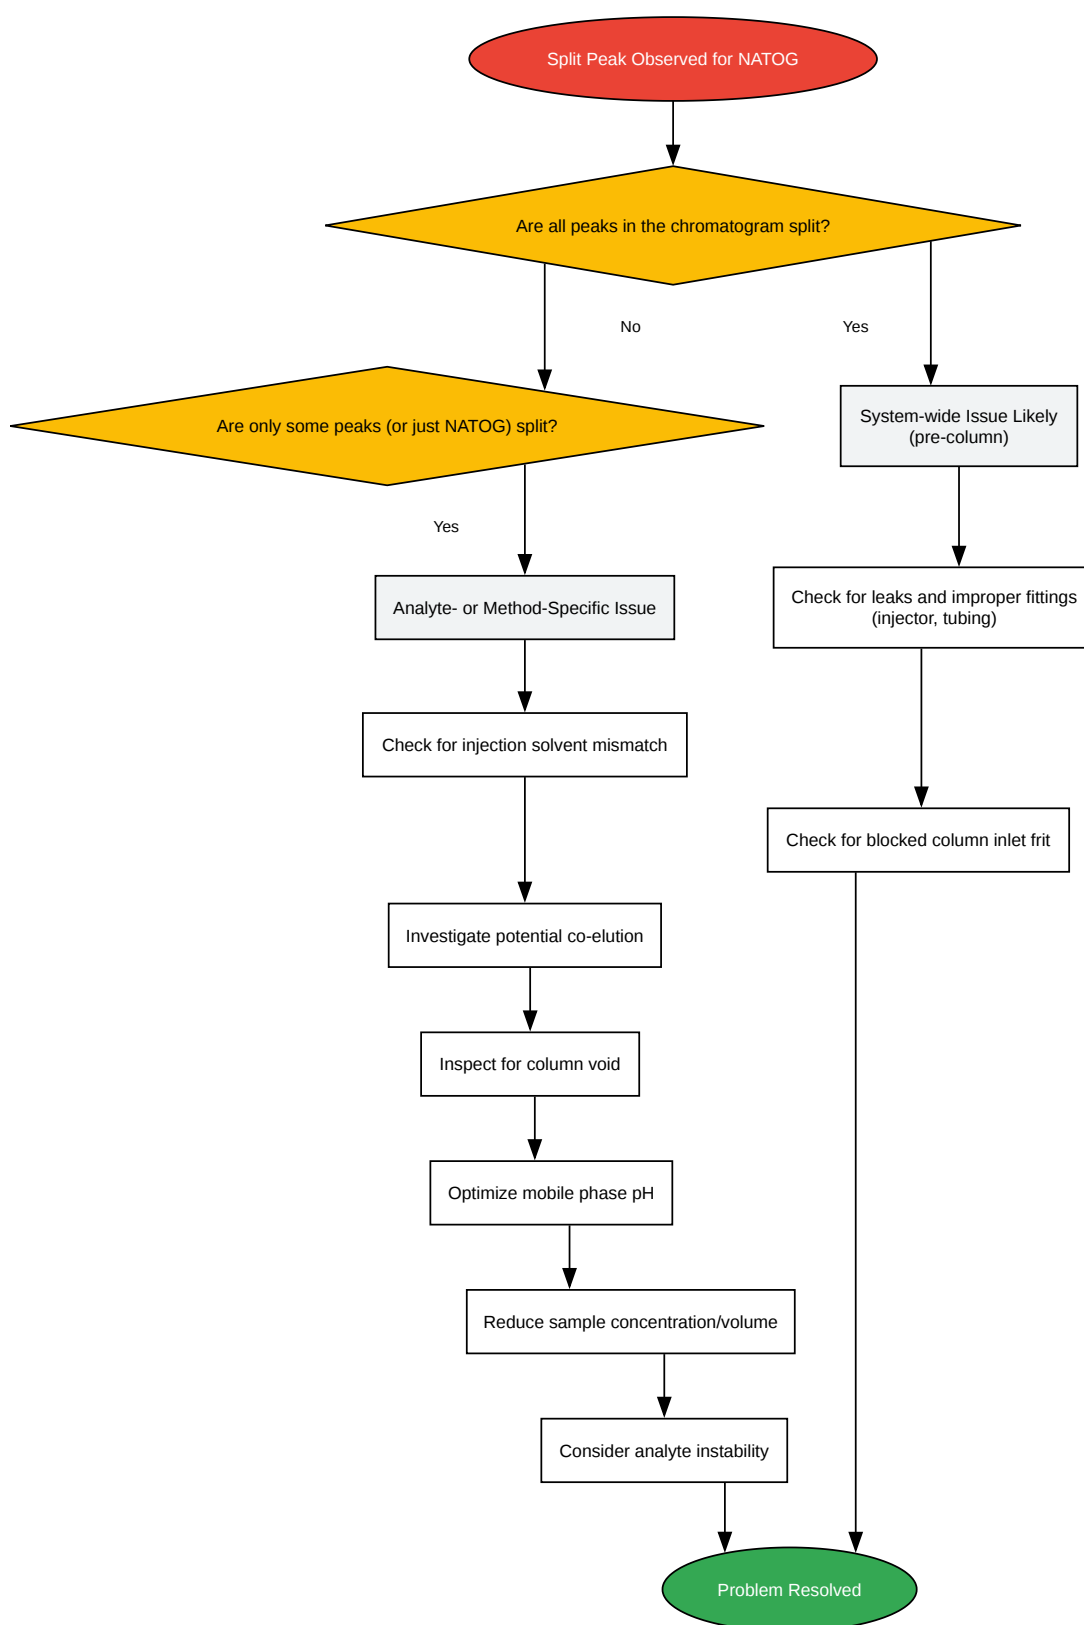 Split Peak Observed for NATOG
Are all peaks in the chromatogram split?
No
Yes
Are only some peaks (or just NATOG) split?
System-wide Issue Likely
(pre-column)
Yes
Check for leaks and improper fittings
(injector, tubing)
Analyte- or Method-Specific Issue
Check for injection solvent mismatch
Check for blocked column inlet frit
Investigate potential co-elution
Inspect for column void
Optimize mobile phase pH
Reduce sample concentration/volume
Consider analyte instability
Problem Resolved